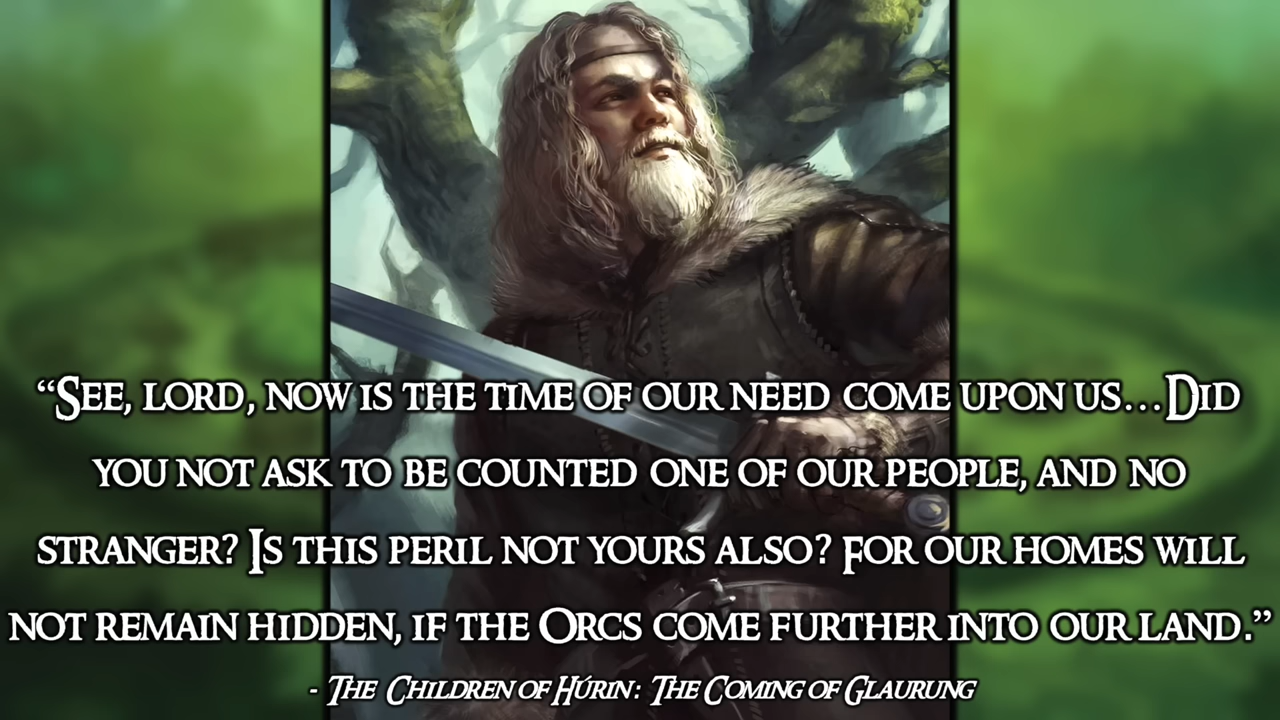 “See, lord, now is the time of our need come upon us...Did
you not ask to be counted one of our people, and no
stranger? Is this peril not yours also? For our homes will
not remain hidden, if the Orcs come further into our land.”
- The Children of Húrin: The Coming of Glaurung